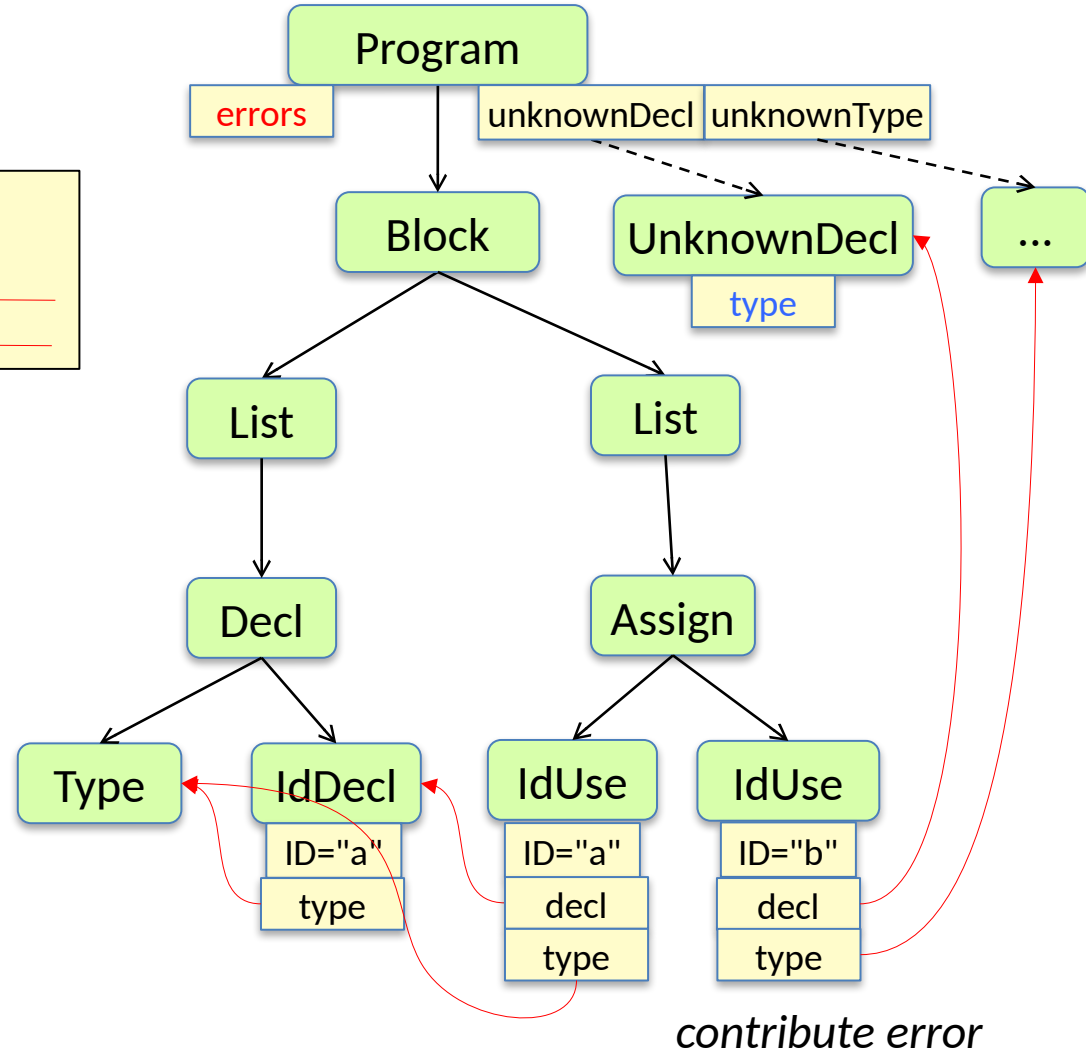 Program
errors
unknownDecl
unknownType
Block
UnknownDecl
...
type
List
List
Decl
Assign
Type
IdDecl
IdUse
IdUse
ID="a"
ID="a"
ID="b"
type
decl
decl
type
type
contribute error